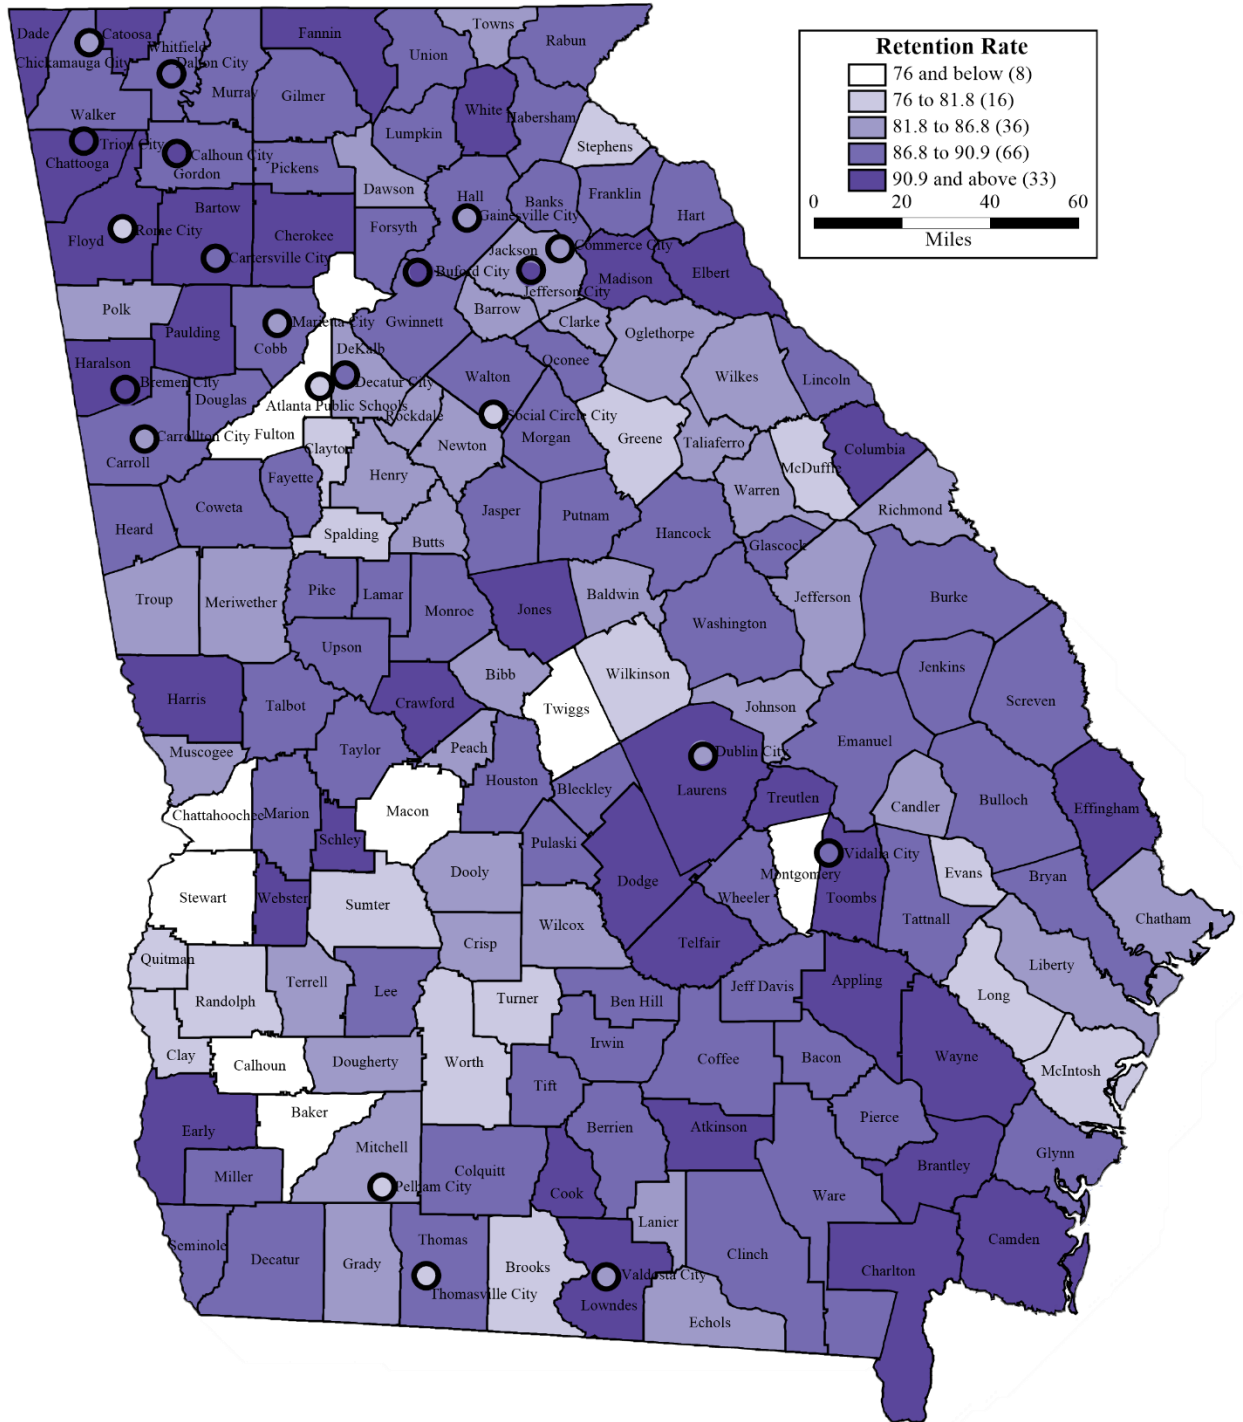 Retention Rate
76 and below (8)
76 to 81.8 (16)
81.8 to 86.8 (36)
86.8 to 90.9 (66)
90.9 and above (33)
0 20 40 60
Miles
Dade
Catoosa
Chickamauga City
Whitfield
Dalton City
Fannin
Union
Towns
Rabun
Walker
Murray
Gilmer
White
Habersham
Lumpkin
Stephens
Trion City
Chattooga
Calhoun City
Gordon
Pickens
Dawson
Hall
Gainesville City
Banks
Franklin
Hart
Floyd
Rome City
Bartow
Cartersville City
Cherokee
Forsyth
Buford City
Jackson
Commerce City
Jefferson City
Madison
Elbert
Polk
Paulding
Marietta City
Cobb
Gwinnett
Barrow
Clarke
Oglethorpe
Haralson
Bremen City
Douglas
DeKalb
Decatur City
Atlanta Public Schools
Rockdale
Walton
Oconee
Wilkes
Lincoln
Carrollton City
Carroll
Fulton
Clayton
Newton
Social Circle City
Morgan
Greene
Taliaferro
McDuffie
Columbia
Heard
Coweta
Fayette
Henry
Spalding
Butts
Jasper
Putnam
Hancock
Warren
Glascock
Richmond
Troup
Meriwether
Pike
Lamar
Monroe
Jones
Baldwin
Washington
Jefferson
Burke
Upson
Harris
Talbot
Crawford
Bibb
Twiggs
Wilkinson
Johnson
Jenkins
Screven
Muscogee
Taylor
Peach
Houston
Bleckley
Dublin City
Laurens
Emanuel
Chattahoochee
Marion
Schley
Macon
Pulaski
Treutlen
Candler
Bulloch
Effingham
Stewart
Webster
Sumter
Dooly
Dodge
Wheeler
Montgomery
Vidalia City
Toombs
Tattnall
Evans
Bryan
Chatham
Quitman
Randolph
Terrell
Lee
Crisp
Wilcox
Telfair
Jeff Davis
Appling
Long
Liberty
Clay
Calhoun
Dougherty
Worth
Turner
Ben Hill
Irwin
Coffee
Bacon
Wayne
McIntosh
Early
Baker
Mitchell
Tift
Berrien
Atkinson
Pierce
Brantley
Glynn
Miller
Pelham City
Colquitt
Cook
Ware
Seminole
Decatur
Grady
Thomas
Thomasville City
Brooks
Lanier
Valdosta City
Lowndes
Clinch
Echols
Charlton
Camden